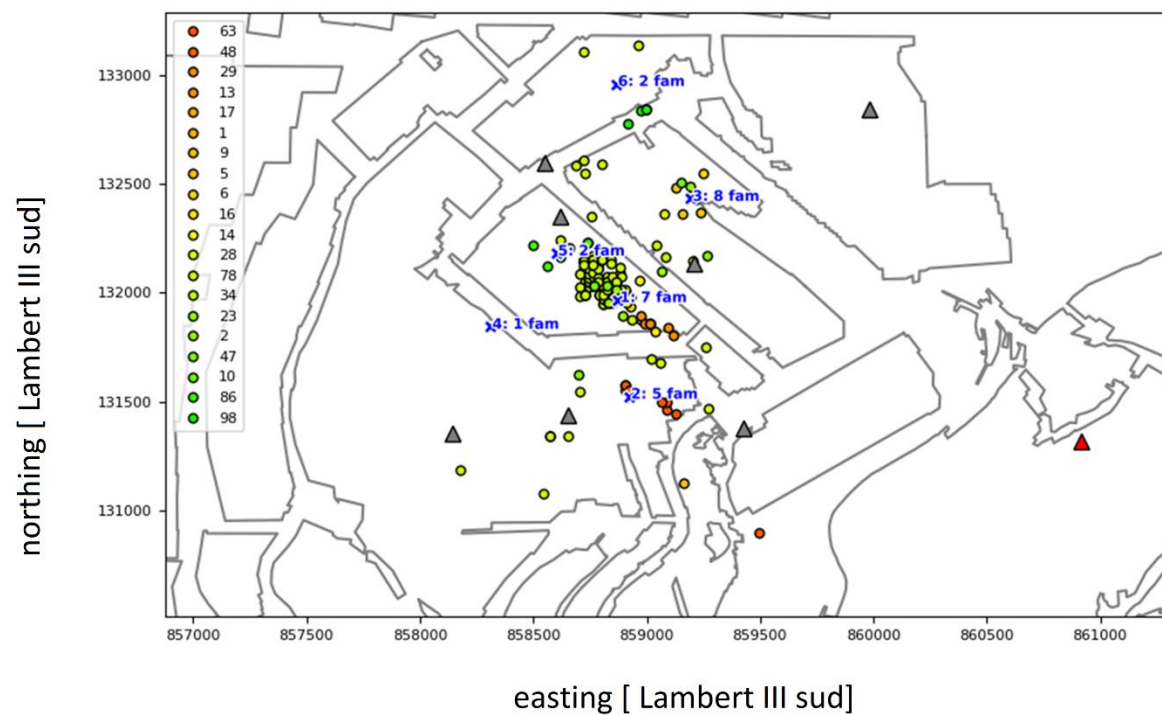 63
48
29
13
17
1
9
5
6
16
14
28
78
34
23
2
47
10
86
98
6: 2 fam
3: 8 fam
5: 2 fam
1: 7 fam
4: 1 fam
2: 5 fam
133000
132500
132000
131500
131000
857000 857500 858000 858500 859000 859500 860000 860500 861000
northing [ Lambert III sud]
easting [ Lambert III sud]